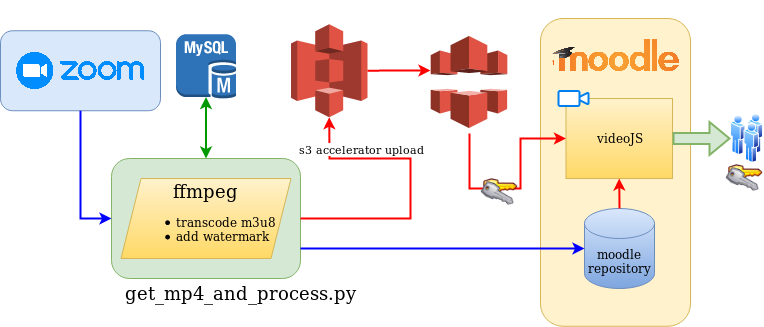 zoom
MySQL
M
moodle
s3 accelerator upload
videoJS
ffmpeg
• transcode m3u8
• add watermark
moodle
repository
get_mp4_and_process.py